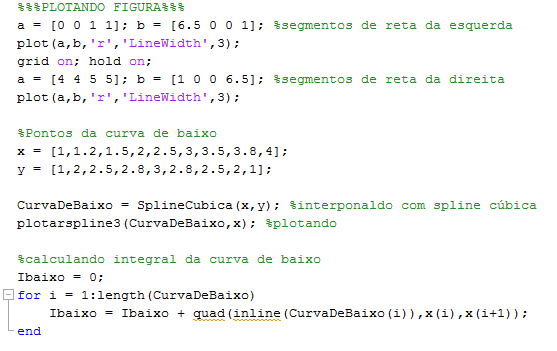 %%%PLOTANDO FIGURA%%%
a = [0 0 1 1]; b = [6.5 0 0 1]; %segmentos de reta da esquerda
plot(a,b,'r','LineWidth',3);
grid on; hold on;
a = [4 4 5 5]; b = [1 0 0 6.5]; %segmentos de reta da direita
plot(a,b,'r','LineWidth',3);
%Pontos da curva de baixo
x = [1,1.2,1.5,2,2.5,3,3.5,3.8,4];
y = [1,2,2.5,2.8,3,2.8,2.5,2,1];
CurvaDeBaixo = SplineCubica(x,y); %interponaldo com spline cúbica
plotarspline3(CurvaDeBaixo,x); %plotando
%calculando integral da curva de baixo
Ibaixo = 0;
for i = 1:length(CurvaDeBaixo)
    Ibaixo = Ibaixo + quad(inline(CurvaDeBaixo(i)),x(i),x(i+1));
end